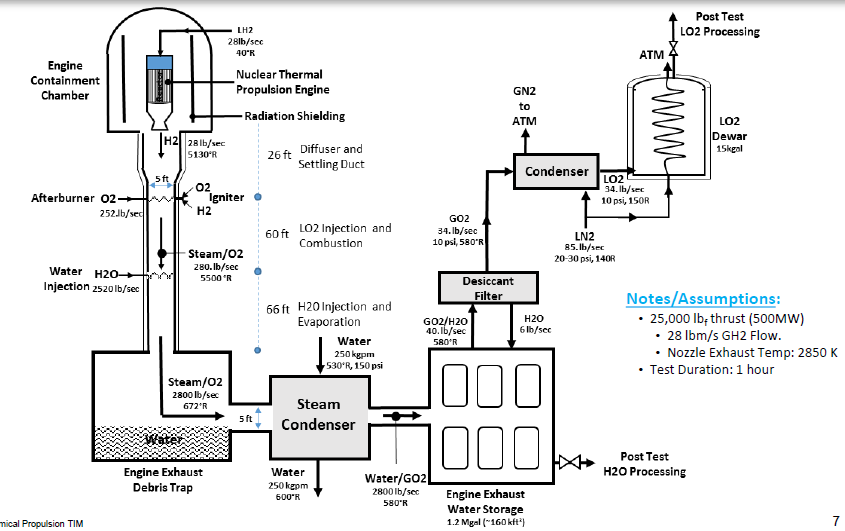 LH2
28lb/sec
40°R
Engine
Containment
Chamber
Reactor
Nuclear Thermal
Propulsion Engine
Radiation Shielding
H2
28 lb/sec
5130°R
26 ft
Diffuser and
Settling Duct
5 ft
Afterburner O2
252.lb/sec
O2
Igniter
H2
60 ft
LO2 Injection and
Combustion
Steam/O2
280.lb/sec
5500 °R
Water
Injection
H2O
2520 lb/sec
66 ft
H2O Injection and
Evaporation
Water
250 kgpm
530°R, 150 psi
Steam/O2
2800 lb/sec
672°R
5 ft
Steam
Condenser
Water
Engine Exhaust
Debris Trap
Water
250 kgpm
600°R
Water/GO2
2800 lb/sec
580°R
Engine Exhaust
Water Storage
1.2 Mgal (~160 kft³)
Post Test
H2O Processing
GO2/H2O
40.lb/sec
580°R
H2O
6 lb/sec
Desiccant
Filter
GO2
34.lb/sec
10 psi, 580°R
GN2
to
ATM
Condenser
LO2
34. lb/sec
10 psi, 150R
LN2
85. lb/sec
20-30 psi, 140R
ATM
Post Test
LO2 Processing
LO2
Dewar
15kgal
Notes/Assumptions:
• 25,000 lbf thrust (500MW)
• 28 lbm/s GH2 Flow.
• Nozzle Exhaust Temp: 2850 K
• Test Duration: 1 hour
mical Propulsion TIM
7